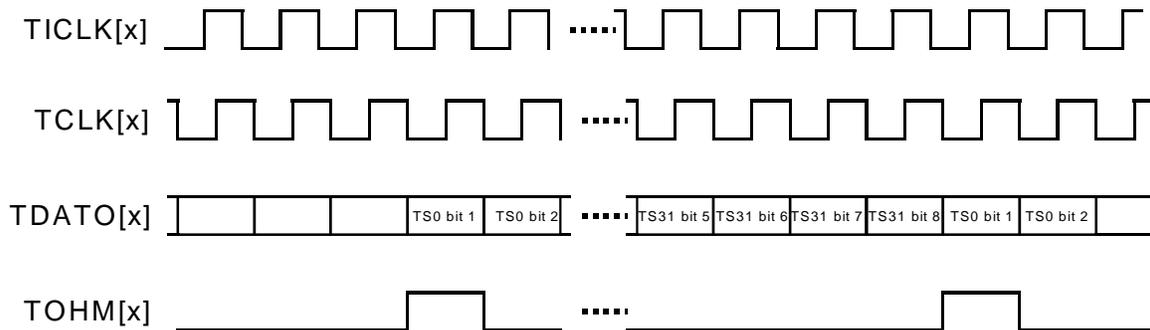 TICLK[x]
TCLK[x]
TDATO[x] TS0 bit 1 TS0 bit 2 TS31 bit 5 TS31 bit 6 TS31 bit 7 TS31 bit 8 TS0 bit 1 TS0 bit 2
TOHM[x]